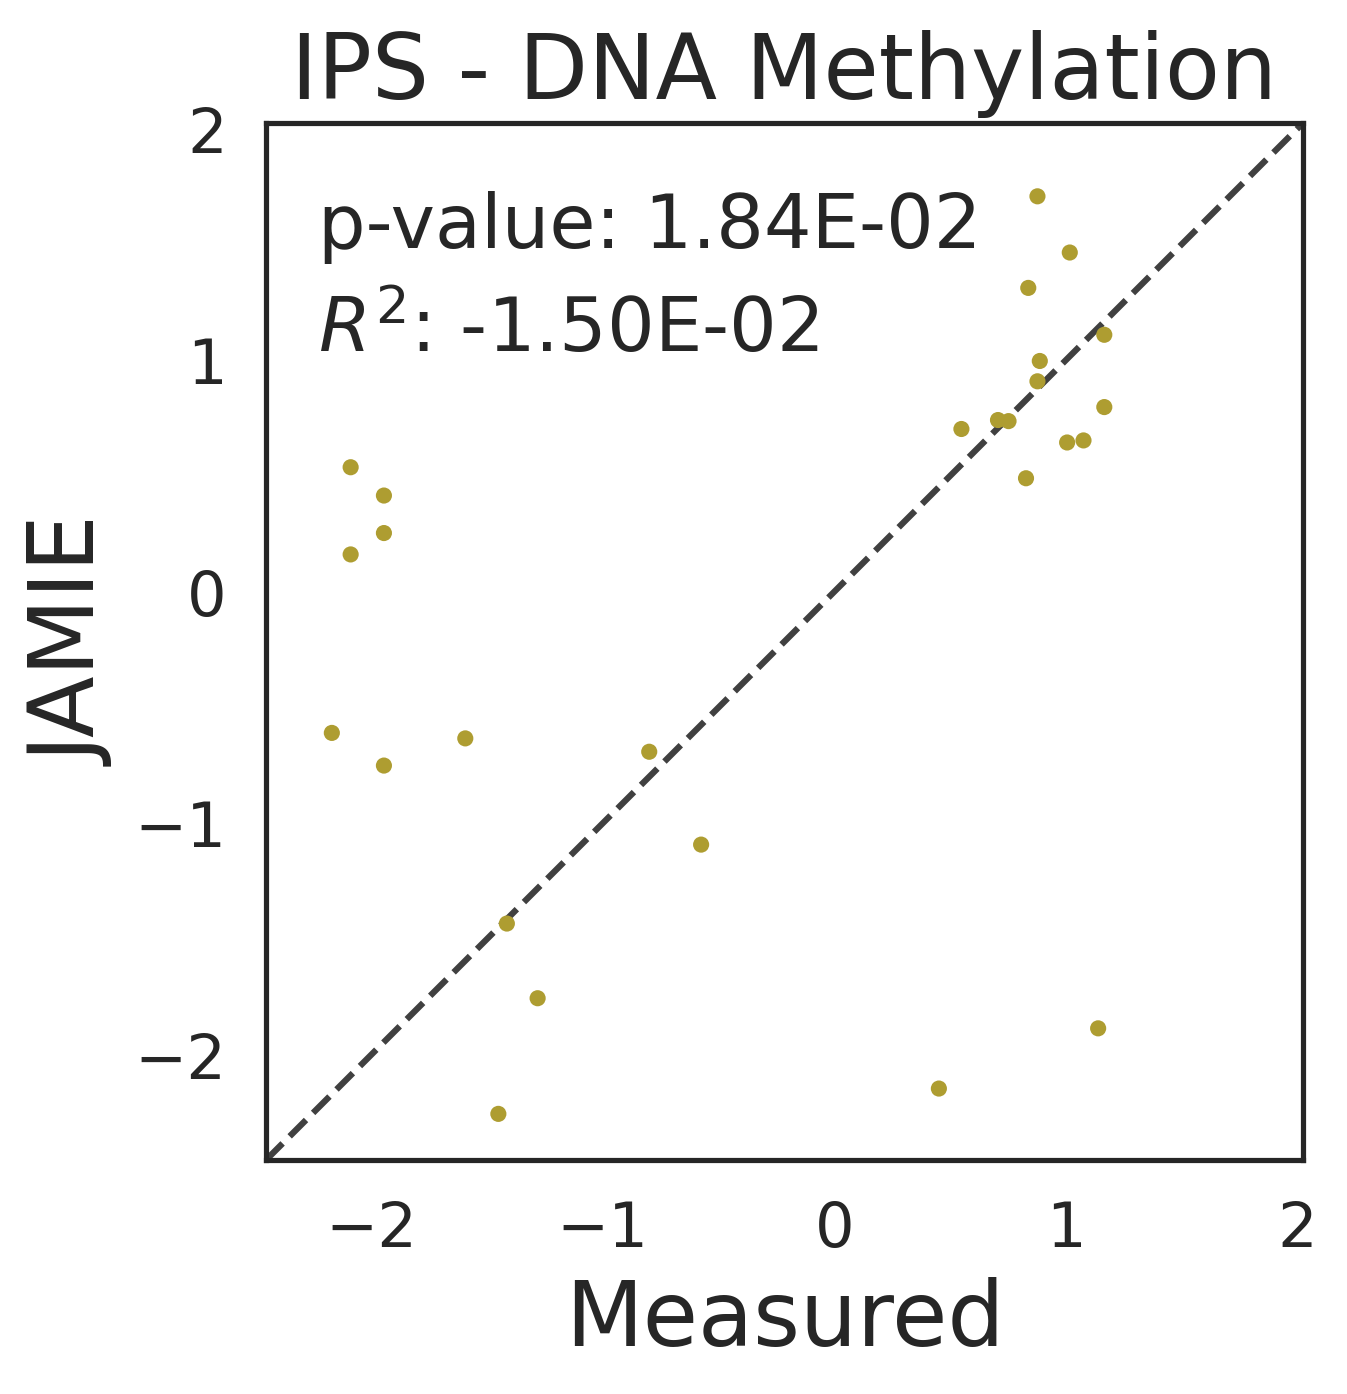 IPS - DNA Methylation
p-value: 1.84E-02
R²: -1.50E-02
2
1
0
−1
−2
JAMIE
−2 −1 0 1 2
Measured